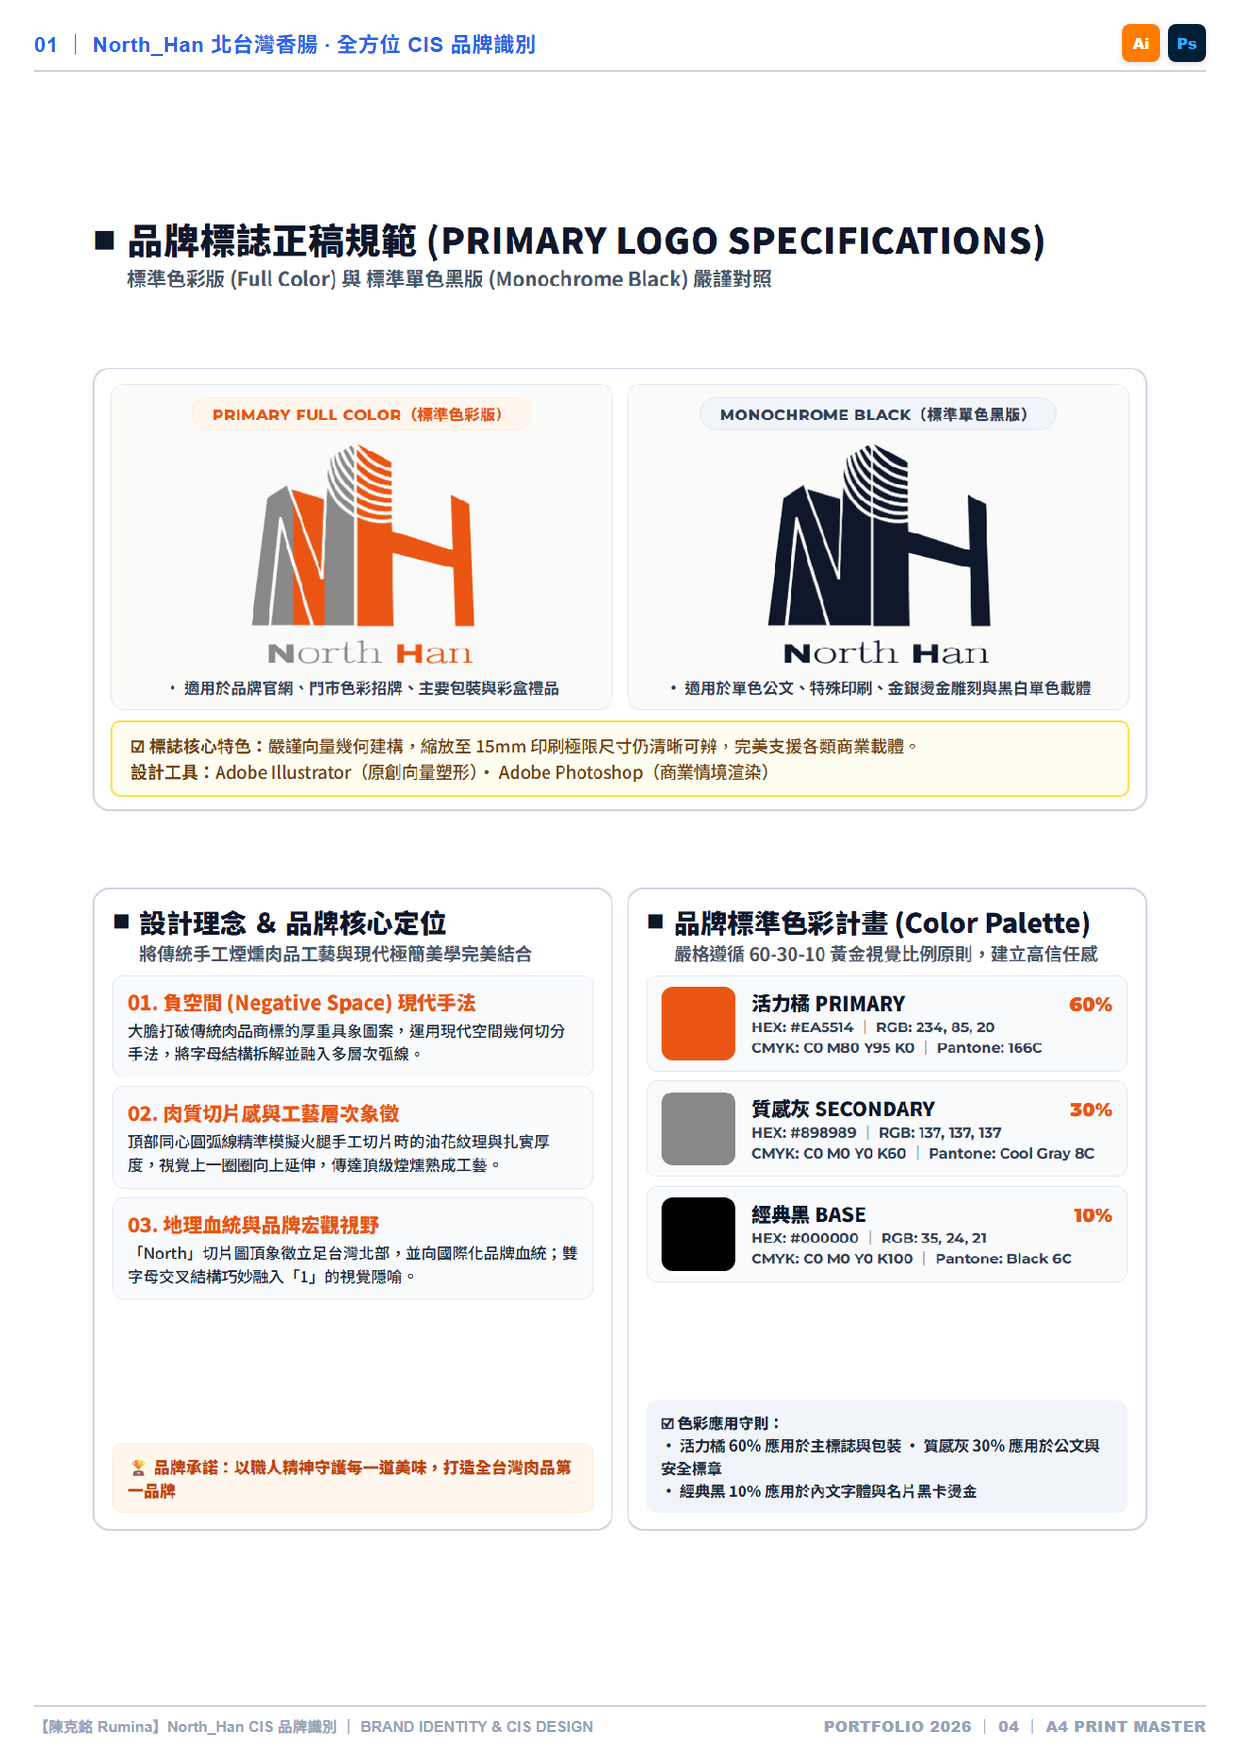 01 ｜ North_Han 北台灣香腸 · 全方位 CIS 品牌識別
Ai Ps
■ 品牌標誌正稿規範 (PRIMARY LOGO SPECIFICATIONS)
標準色彩版 (Full Color) 與 標準單色黑版 (Monochrome Black) 嚴謹對照
PRIMARY FULL COLOR（標準色彩版）
NH
North Han
• 適用於品牌官網、門市色彩招牌、主要包裝與彩盒禮品
MONOCHROME BLACK（標準單色黑版）
NH
North Han
• 適用於單色公文、特殊印刷、金銀燙金雕刻與黑白單色載體
☑ 標誌核心特色：嚴謹向量幾何建構，縮放至 15mm 印刷極限尺寸仍清晰可辨，完美支援各類商業載體。
設計工具：Adobe Illustrator（原創向量塑形）• Adobe Photoshop（商業情境渲染）
■ 設計理念 & 品牌核心定位
將傳統手工煙燻肉品工藝與現代極簡美學完美結合
01. 負空間 (Negative Space) 現代手法
大膽打破傳統肉品商標的厚重具象圖案，運用現代空間幾何切分
手法，將字母結構拆解並融入多層次弧線。
02. 肉質切片感與工藝層次象徵
頂部同心圓弧線精準模擬火腿手工切片時的油花紋理與扎實厚
度，視覺上一圈圈向上延伸，傳達頂級煙燻熟成工藝。
03. 地理血統與品牌宏觀視野
「North」切片圖頂象徵立足台灣北部，並向國際化品牌血統；雙
字母交叉結構巧妙融入「1」的視覺隱喻。
🏆 品牌承諾：以職人精神守護每一道美味，打造全台灣肉品第
一品牌
■ 品牌標準色彩計畫 (Color Palette)
嚴格遵循 60-30-10 黃金視覺比例原則，建立高信任感
活力橘 PRIMARY 60%
HEX: #EA5514 ｜ RGB: 234, 85, 20
CMYK: C0 M80 Y95 K0 ｜ Pantone: 166C
質感灰 SECONDARY 30%
HEX: #898989 ｜ RGB: 137, 137, 137
CMYK: C0 M0 Y0 K60 ｜ Pantone: Cool Gray 8C
經典黑 BASE 10%
HEX: #000000 ｜ RGB: 35, 24, 21
CMYK: C0 M0 Y0 K100 ｜ Pantone: Black 6C
☑ 色彩應用守則：
• 活力橘 60% 應用於主標誌與包裝 • 質感灰 30% 應用於公文與
安全標章
• 經典黑 10% 應用於內文字體與名片黑卡燙金
【陳克銘 Rumina】North_Han CIS 品牌識別 ｜ BRAND IDENTITY & CIS DESIGN
PORTFOLIO 2026 ｜ 04 ｜ A4 PRINT MASTER